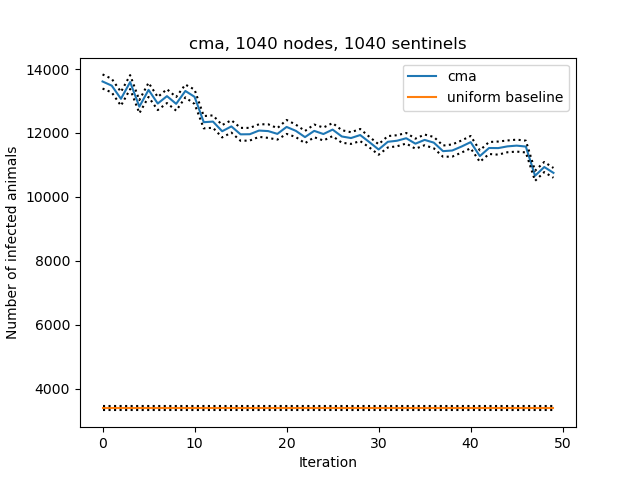 cma, 1040 nodes, 1040 sentinels
14000
12000
10000
8000
6000
4000
Number of infected animals
cma
uniform baseline
0
10
20
30
40
50
Iteration